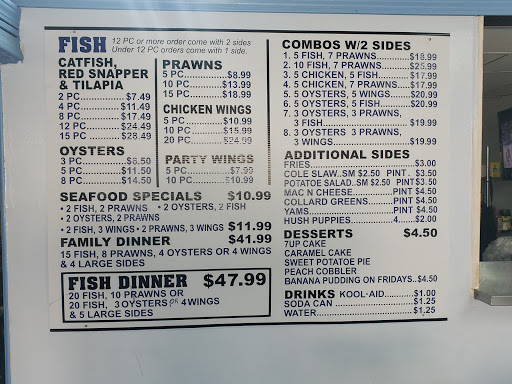 FISH 12 PC or more order come with 2 sides
Under 12 PC orders come with 1 side.
CATFISH,
RED SNAPPER
& TILAPIA
2 PC.........$7.49
4 PC........$11.49
8 PC........$17.49
12 PC......$24.49
15 PC......$28.49
OYSTERS
3 PC..........$8.50
5 PC........$11.50
8 PC........$14.50
PRAWNS
5 PC...........$8.99
10 PC.......$13.99
15 PC.......$18.99
CHICKEN WINGS
5 PC.........$10.99
10 PC.......$15.99
20 PC.......$24.99
PARTY WINGS
5 PC...........$7.99
10 PC.......$10.99
SEAFOOD SPECIALS $10.99
• 2 FISH, 2 PRAWNS • 2 OYSTERS, 2 FISH
• 2 OYSTERS, 2 PRAWNS
• 2 FISH, 3 WINGS • 2 PRAWNS, 3 WINGS $11.99
FAMILY DINNER $41.99
15 FISH, 8 PRAWNS, 4 OYSTERS OR 4 WINGS
& 4 LARGE SIDES
FISH DINNER $47.99
20 FISH, 10 PRAWNS OR
20 FISH, 3 OYSTERS OR 4 WINGS
& 5 LARGE SIDES
COMBOS W/2 SIDES
1. 5 FISH, 7 PRAWNS..........$18.99
2. 10 FISH, 7 PRAWNS........$25.99
3. 5 CHICKEN, 5 FISH..........$17.99
4. 5 CHICKEN, 7 PRAWNS....$17.99
5. 5 OYSTERS, 5 WINGS......$20.99
6. 5 OYSTERS, 5 FISH..........$20.99
7. 3 OYSTERS, 3 PRAWNS,
3 FISH..............................$19.99
8. 3 OYSTERS 3 PRAWNS,
3 WINGS..........................$19.99
ADDITIONAL SIDES
FRIES....................................$3.00
COLE SLAW..SM $2.50 PINT. $3.50
POTATOE SALAD..SM $2.50 PINT $3.50
MAC N CHEESE...........PINT $4.50
COLLARD GREENS.......PINT $4.50
YAMS..........................PINT $4.50
HUSH PUPPIES..............4......$2.00
DESSERTS $4.50
7UP CAKE
CARAMEL CAKE
SWEET POTATOE PIE
PEACH COBBLER
BANANA PUDDING ON FRIDAYS..$4.50
DRINKS KOOL-AID...........$1.00
SODA CAN..........................$1.25
WATER................................$1.25